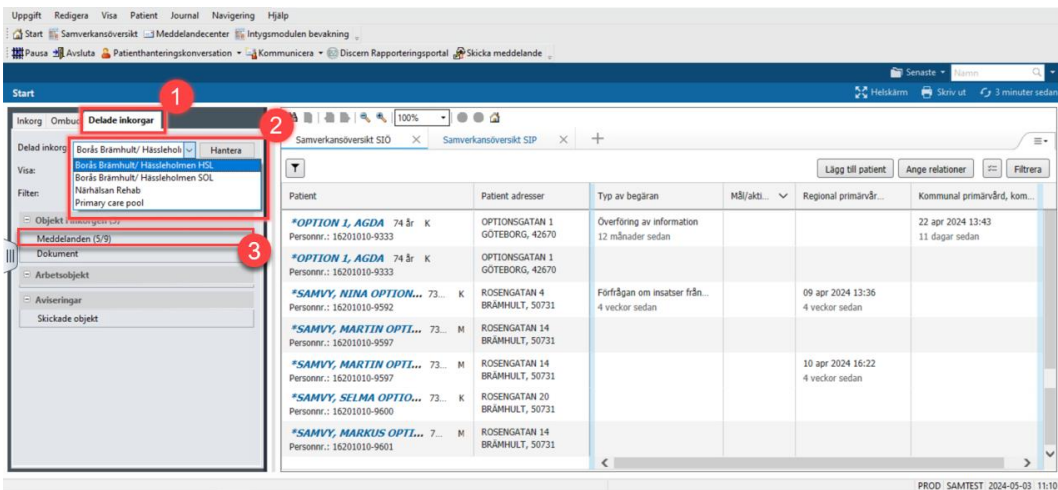 Uppgift Redigera Visa Patient Journal Navigering Hjälp
Start Samverkansöversikt Meddelandecenter Intygsmodulen bevakning
Pausa Avsluta Patienthanteringskonversation Kommunicera Discern Rapporteringsportal Skicka meddelande
Senaste Namn
Start Helskärm Skriv ut 3 minuter sedan
1
Inkorg Ombud Delade inkorgar
2
100%
Samverkansöversikt SIÖ Samverkansöversikt SIP
Delad inkorg Borås Brämhult/ Hässlehol Hantera
Visa: Borås Brämhult/ Hässleholmen HSL
Borås Brämhult/ Hässleholmen SOL
Filter: Närhälsan Rehab
Primary care pool
Objekt i inkorgen (5)
Meddelanden (5/9)
3
Dokument
Arbetsobjekt
Aviseringar
Skickade objekt
Lägg till patient Ange relationer Filtrera
Patient Patient adresser Typ av begäran Mål/akti... Regional primärvår... Kommunal primärvård, kom...
*OPTION 1, AGDA 74 år K OPTIONSGATAN 1 Överföring av information 22 apr 2024 13:43
Personnr.: 16201010-9333 GÖTEBORG, 42670 12 månader sedan 11 dagar sedan
*OPTION 1, AGDA 74 år K OPTIONSGATAN 1
Personnr.: 16201010-9333 GÖTEBORG, 42670
*SAMVY, NINA OPTION... 73... K ROSENGATAN 4 Förfrågan om insatser från... 09 apr 2024 13:36
Personnr.: 16201010-9592 BRÄMHULT, 50731 4 veckor sedan 4 veckor sedan
*SAMVY, MARTIN OPTI... 73... M ROSENGATAN 14
Personnr.: 16201010-9597 BRÄMHULT, 50731
*SAMVY, MARTIN OPTI... 73... M ROSENGATAN 14 10 apr 2024 16:22
Personnr.: 16201010-9597 BRÄMHULT, 50731 4 veckor sedan
*SAMVY, SELMA OPTIO... 73... K ROSENGATAN 20
Personnr.: 16201010-9600 BRÄMHULT, 50731
*SAMVY, MARKUS OPTI... 7... M ROSENGATAN 14
Personnr.: 16201010-9601 BRÄMHULT, 50731
PROD SAMTEST 2024-05-03 11:10